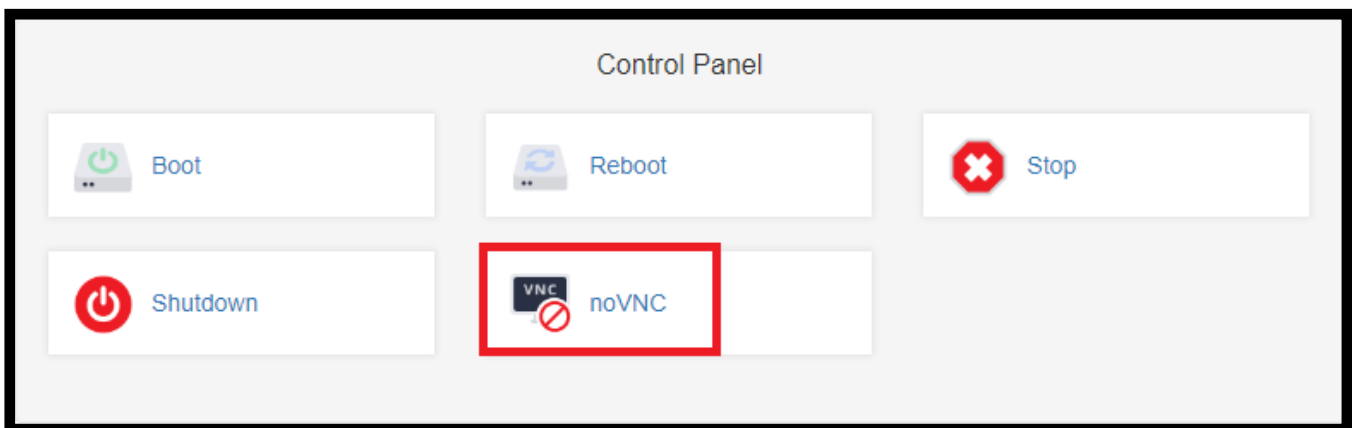 Control Panel
Boot
Reboot
Stop
Shutdown
VNC
noVNC